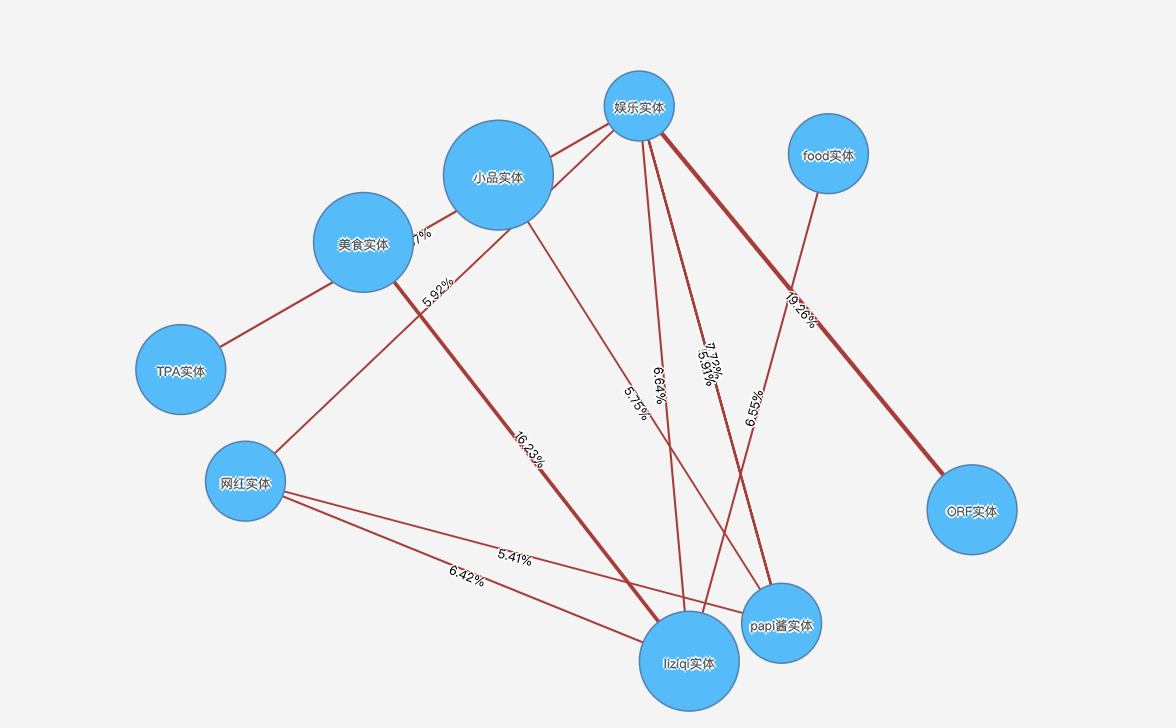 娱乐实体
food实体
小品实体
美食实体
7%
5.92%
19.26%
7.72%
5.91%
TPA实体
6.64%
5.75%
6.55%
16.23%
网红实体
ORF实体
5.41%
6.42%
papi酱实体
liziqi实体